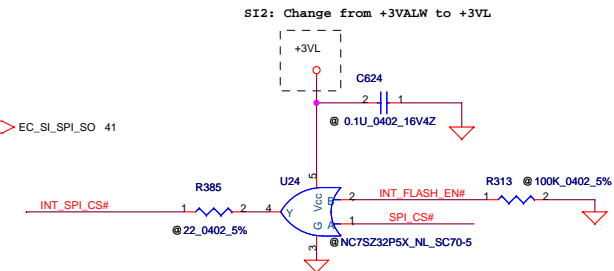 SI2: Change from +3VALW to +3VL
+3VL
C624
2 1
@ 0.1U_0402_16V4Z
EC_SI_SPI_SO 41
5
R385
U24
R313 @100K_0402_5%
INT_SPI_CS#
1 2
4 Y
Vcc
B
2
INT_FLASH_EN#
1 2
G
A
1
SPI_CS#
@22_0402_5%
3
@NC7SZ32P5X_NL_SC70-5